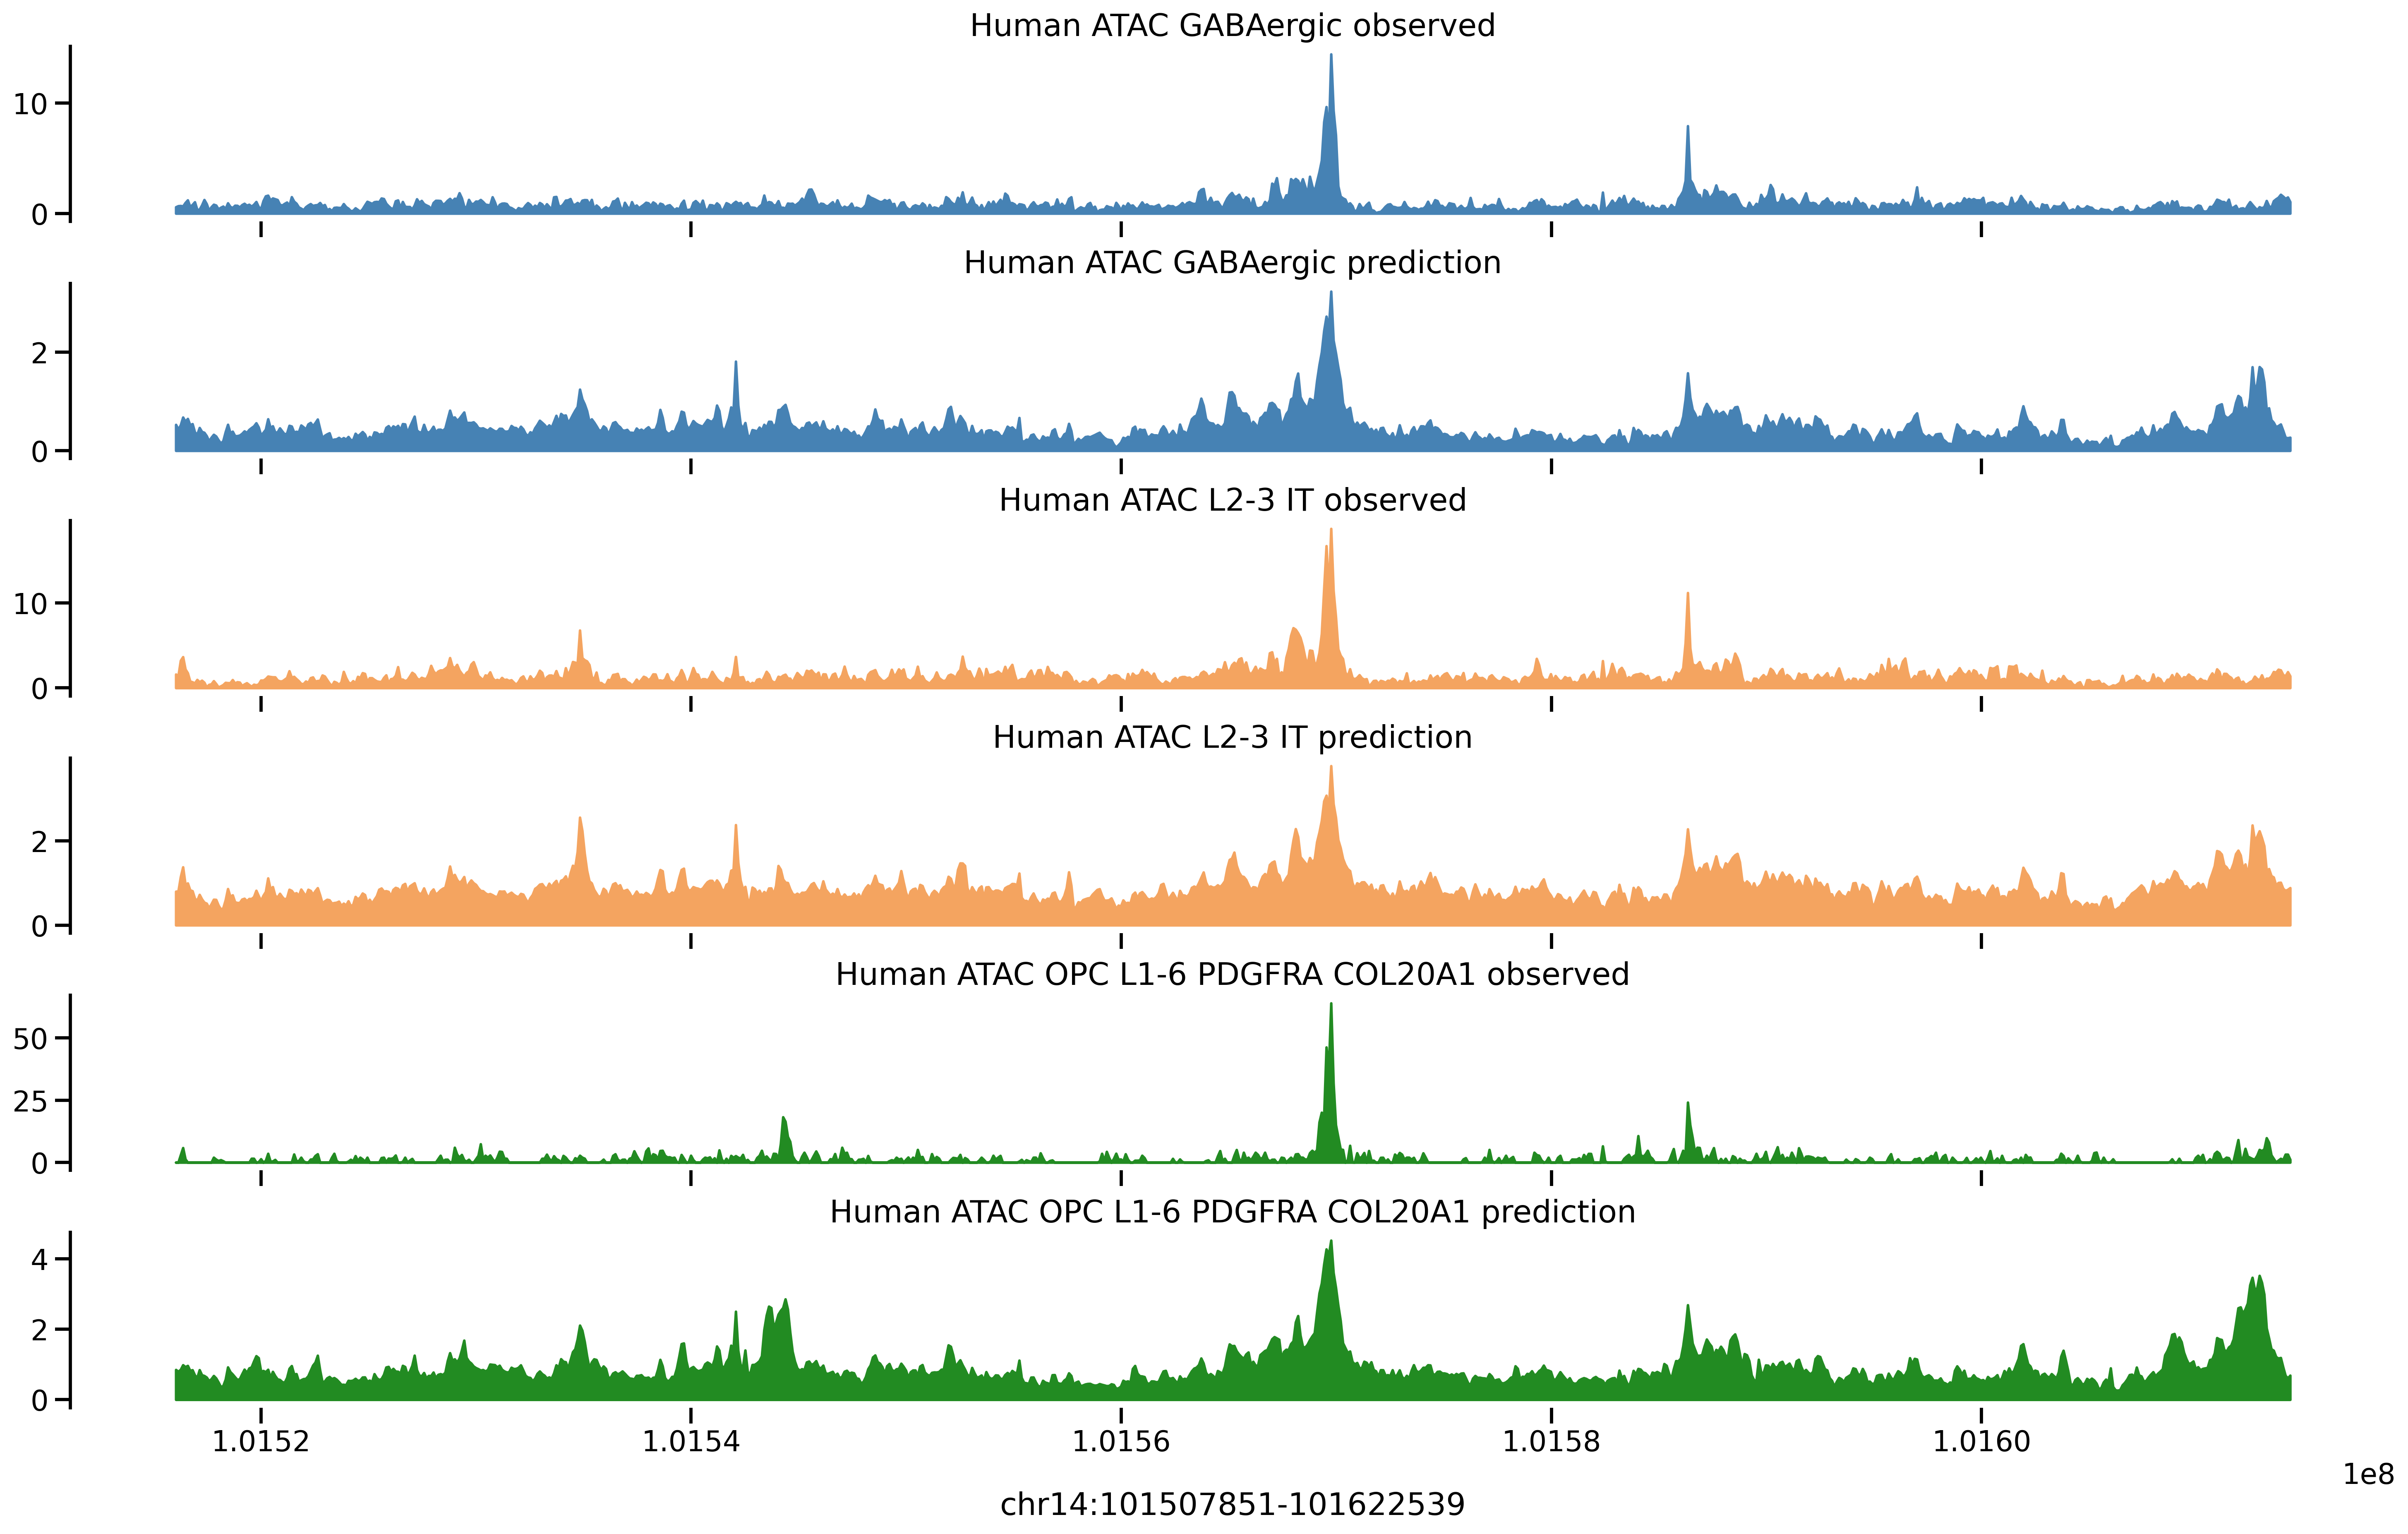 Human ATAC GABAergic observed
10
0
Human ATAC GABAergic prediction
2
0
Human ATAC L2-3 IT observed
10
0
Human ATAC L2-3 IT prediction
2
0
Human ATAC OPC L1-6 PDGFRA COL20A1 observed
50
25
0
Human ATAC OPC L1-6 PDGFRA COL20A1 prediction
4
2
0
1.0152 1.0154 1.0156 1.0158 1.0160
1e8
chr14:101507851-101622539